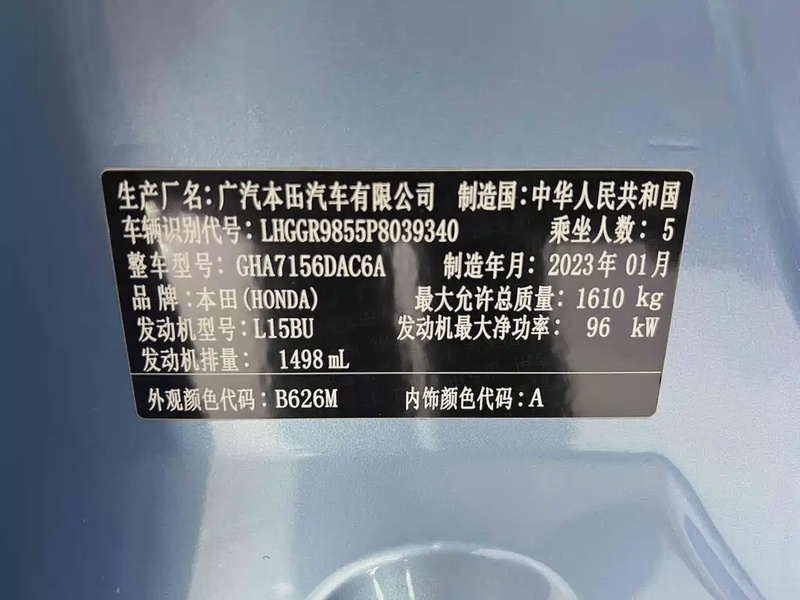 生产厂名：广汽本田汽车有限公司 制造国：中华人民共和国
车辆识别代号：LHGGR9855P8039340 乘坐人数：5
整车型号：GHA7156DAC6A 制造年月：2023年01月
品牌：本田(HONDA) 最大允许总质量：1610 kg
发动机型号：L15BU 发动机最大净功率：96 kW
发动机排量：1498 mL
外观颜色代码：B626M 内饰颜色代码：A